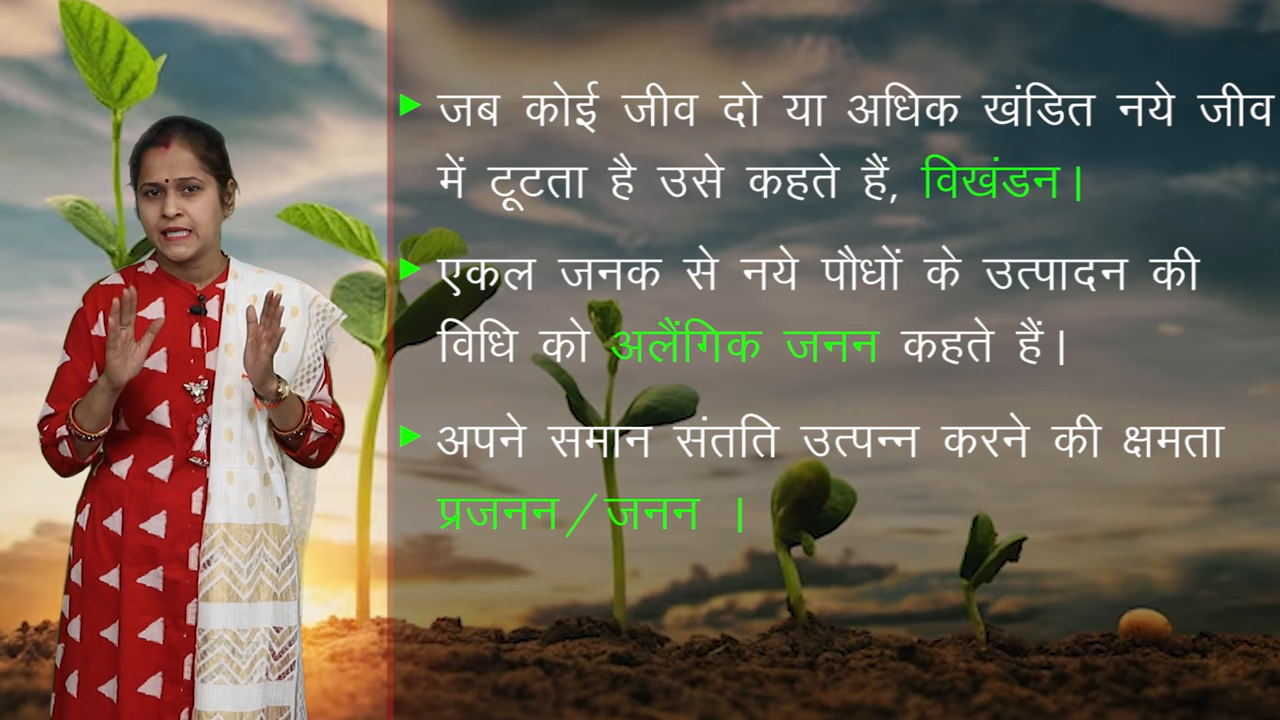 जब कोई जीव दो या अधिक खंडित नये जीव
में टूटता है उसे कहते हैं, विखंडन।
एकल जनक से नये पौधों के उत्पादन की
विधि को अलैंगिक जनन कहते हैं।
अपने समान संतति उत्पन्न करने की क्षमता
प्रजनन/जनन ।